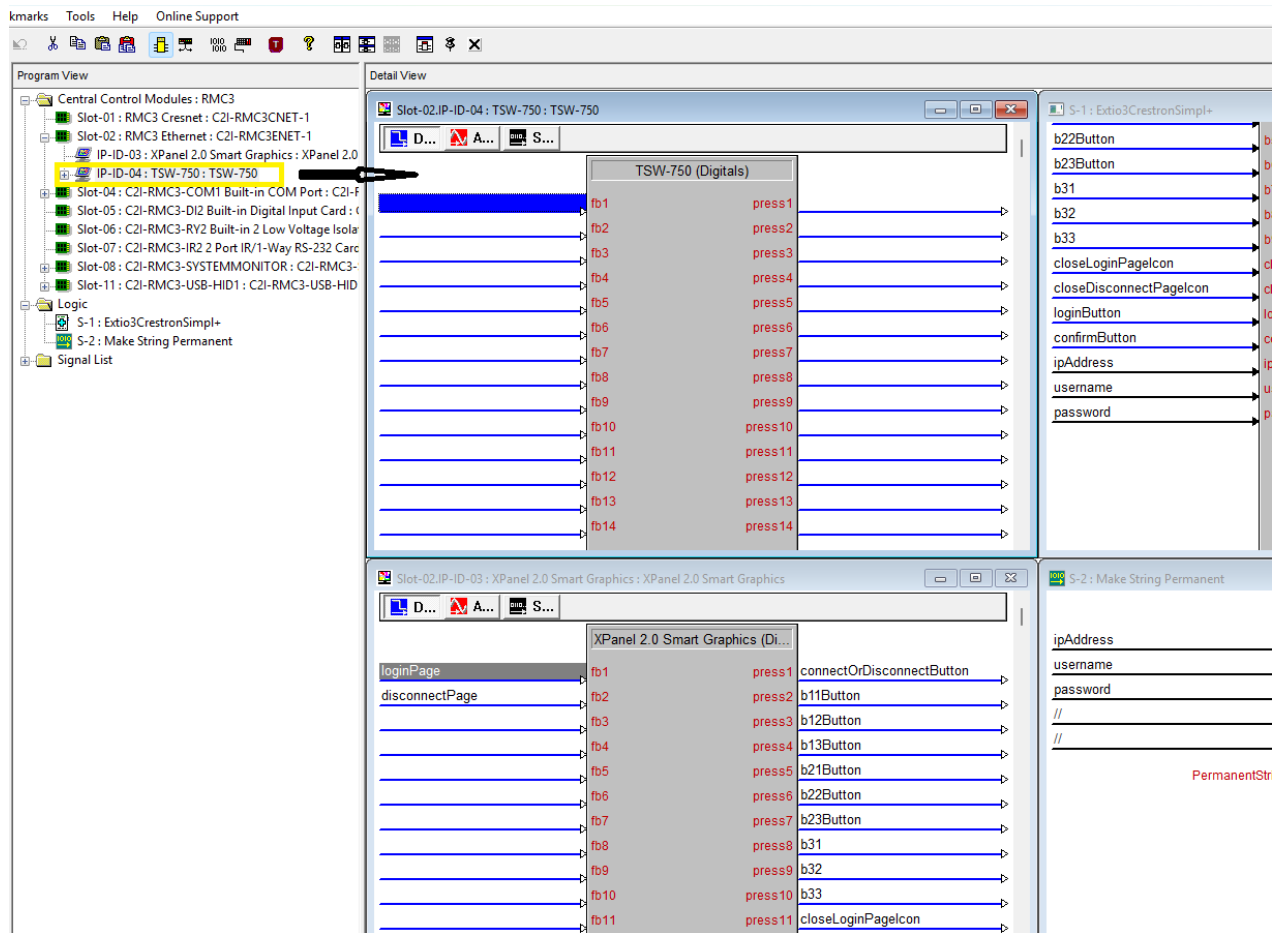 kmarks Tools Help Online Support
Program View
Central Control Modules : RMC3
Slot-01 : RMC3 Cresnet : C2I-RMC3CNET-1
Slot-02 : RMC3 Ethernet : C2I-RMC3ENET-1
IP-ID-03 : XPanel 2.0 Smart Graphics : XPanel 2.0
IP-ID-04 : TSW-750 : TSW-750
Slot-04 : C2I-RMC3-COM1 Built-in COM Port : C2I-F
Slot-05 : C2I-RMC3-DI2 Built-in Digital Input Card : (
Slot-06 : C2I-RMC3-RY2 Built-in 2 Low Voltage Isola
Slot-07 : C2I-RMC3-IR2 2 Port IR/1-Way RS-232 Card
Slot-08 : C2I-RMC3-SYSTEMMONITOR : C2I-RMC3-
Slot-11 : C2I-RMC3-USB-HID1 : C2I-RMC3-USB-HID
Logic
S-1 : Extio3CrestronSimpl+
S-2 : Make String Permanent
Signal List
Detail View
Slot-02.IP-ID-04 : TSW-750 : TSW-750
D... A... S...
TSW-750 (Digitals)
fb1 press1
fb2 press2
fb3 press3
fb4 press4
fb5 press5
fb6 press6
fb7 press7
fb8 press8
fb9 press9
fb10 press10
fb11 press11
fb12 press12
fb13 press13
fb14 press14
S-1 : Extio3CrestronSimpl+
b22Button
b23Button
b31
b32
b33
closeLoginPageIcon
closeDisconnectPageIcon
loginButton
confirmButton
ipAddress
username
password
Slot-02.IP-ID-03 : XPanel 2.0 Smart Graphics : XPanel 2.0 Smart Graphics
D... A... S...
XPanel 2.0 Smart Graphics (Di...
loginPage fb1 press1 connectOrDisconnectButton
disconnectPage fb2 press2 b11Button
fb3 press3 b12Button
fb4 press4 b13Button
fb5 press5 b21Button
fb6 press6 b22Button
fb7 press7 b23Button
fb8 press8 b31
fb9 press9 b32
fb10 press10 b33
fb11 press11 closeLoginPageIcon
S-2 : Make String Permanent
ipAddress
username
password
//
//
PermanentStri